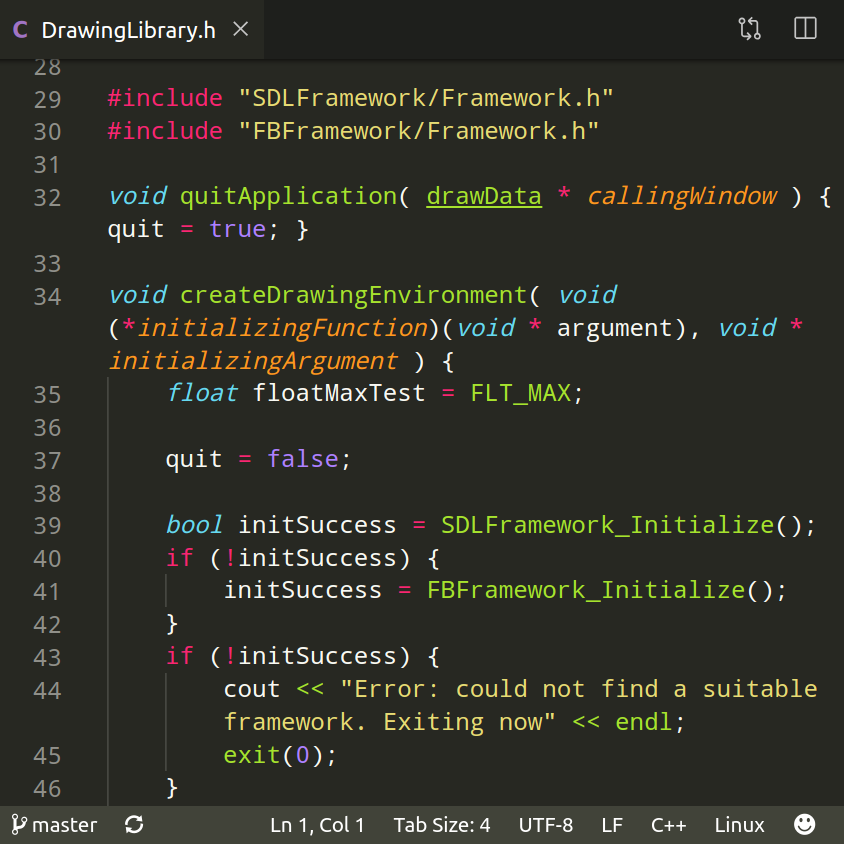 C DrawingLibrary.h ×
28
29 #include "SDLFramework/Framework.h"
30 #include "FBFramework/Framework.h"
31
32 void quitApplication( drawData * callingWindow ) {
quit = true; }
33
34 void createDrawingEnvironment( void
(*initializingFunction)(void * argument), void *
initializingArgument ) {
35     float floatMaxTest = FLT_MAX;
36
37     quit = false;
38
39     bool initSuccess = SDLFramework_Initialize();
40     if (!initSuccess) {
41         initSuccess = FBFramework_Initialize();
42     }
43     if (!initSuccess) {
44         cout << "Error: could not find a suitable
framework. Exiting now" << endl;
45         exit(0);
46     }
master Ln 1, Col 1 Tab Size: 4 UTF-8 LF C++ Linux